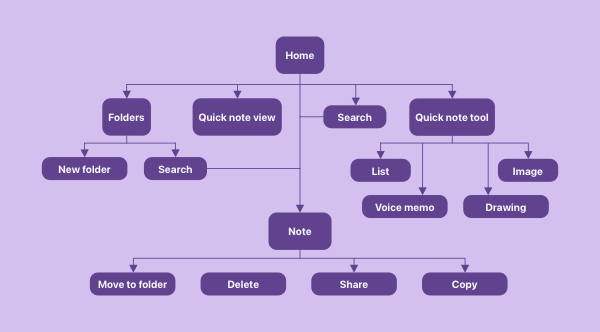 Home
Folders
Quick note view
Search
Quick note tool
New folder
Search
List
Image
Voice memo
Drawing
Note
Move to folder
Delete
Share
Copy